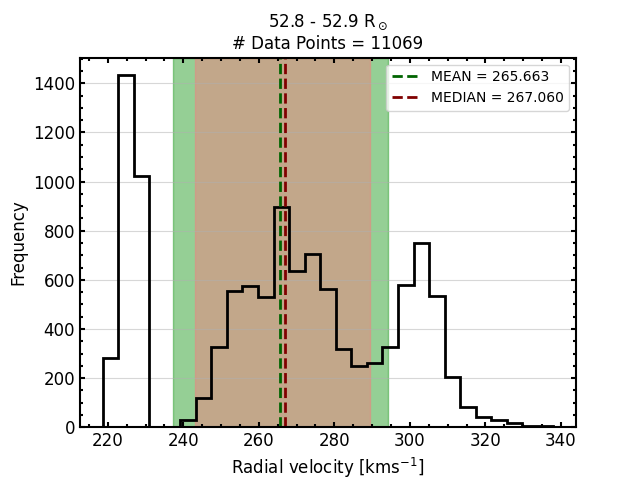 52.8 - 52.9 R⊙
# Data Points = 11069
MEAN = 265.663
MEDIAN = 267.060
Frequency
1400
1200
1000
800
600
400
200
0
220 240 260 280 300 320 340
Radial velocity [kms⁻¹]